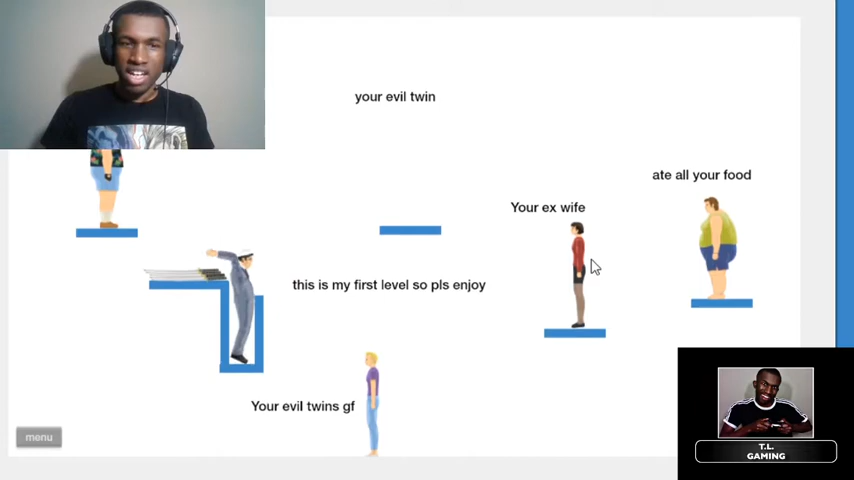 your evil twin
ate all your food
Your ex wife
this is my first level so pls enjoy
Your evil twins gf
menu
T.L.
GAMING